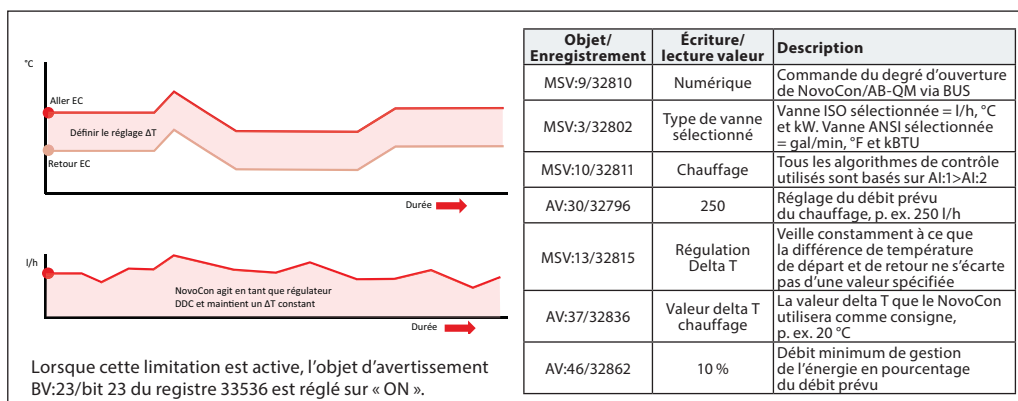 °C
Aller EC
Définir le réglage ΔT
Retour EC
Durée
l/h
NovoCon agit en tant que régulateur
DDC et maintient un ΔT constant
Durée
Lorsque cette limitation est active, l’objet d’avertissement
BV:23/bit 23 du registre 33536 est réglé sur « ON ».
Objet/
Enregistrement
Écriture/
lecture valeur
Description
MSV:9/32810
Numérique
Commande du degré d’ouverture
de NovoCon/AB-QM via BUS
MSV:3/32802
Type de vanne
sélectionné
Vanne ISO sélectionnée = l/h, °C
et kW. Vanne ANSI sélectionnée
= gal/min, °F et kBTU
MSV:10/32811
Chauffage
Tous les algorithmes de contrôle
utilisés sont basés sur AI:1>AI:2
AV:30/32796
250
Réglage du débit prévu
du chauffage, p. ex. 250 l/h
MSV:13/32815
Régulation
Delta T
Veille constamment à ce que
la différence de température
de départ et de retour ne s’écarte
pas d’une valeur spécifiée
AV:37/32836
Valeur delta T
chauffage
La valeur delta T que le NovoCon
utilisera comme consigne,
p. ex. 20 °C
AV:46/32862
10 %
Débit minimum de gestion
de l’énergie en pourcentage
du débit prévu